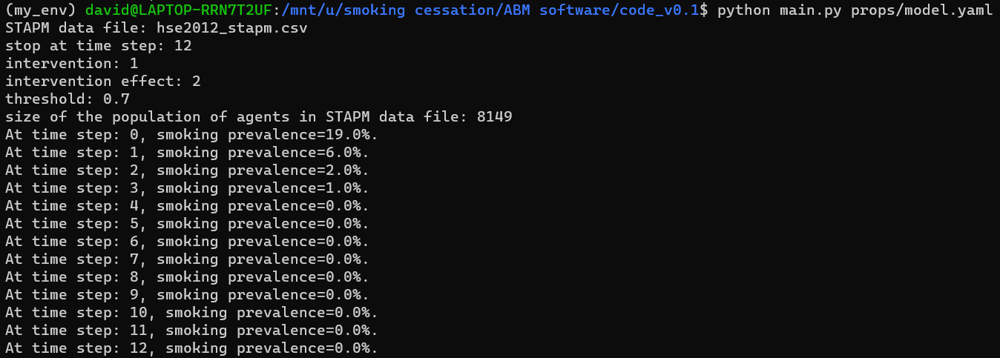 (my_env) david@LAPTOP-RRN7T2UF:/mnt/u/smoking cessation/ABM software/code_v0.1$ python main.py props/model.yaml
STAPM data file: hse2012_stapm.csv
stop at time step: 12
intervention: 1
intervention effect: 2
threshold: 0.7
size of the population of agents in STAPM data file: 8149
At time step: 0, smoking prevalence=19.0%.
At time step: 1, smoking prevalence=6.0%.
At time step: 2, smoking prevalence=2.0%.
At time step: 3, smoking prevalence=1.0%.
At time step: 4, smoking prevalence=0.0%.
At time step: 5, smoking prevalence=0.0%.
At time step: 6, smoking prevalence=0.0%.
At time step: 7, smoking prevalence=0.0%.
At time step: 8, smoking prevalence=0.0%.
At time step: 9, smoking prevalence=0.0%.
At time step: 10, smoking prevalence=0.0%.
At time step: 11, smoking prevalence=0.0%.
At time step: 12, smoking prevalence=0.0%.